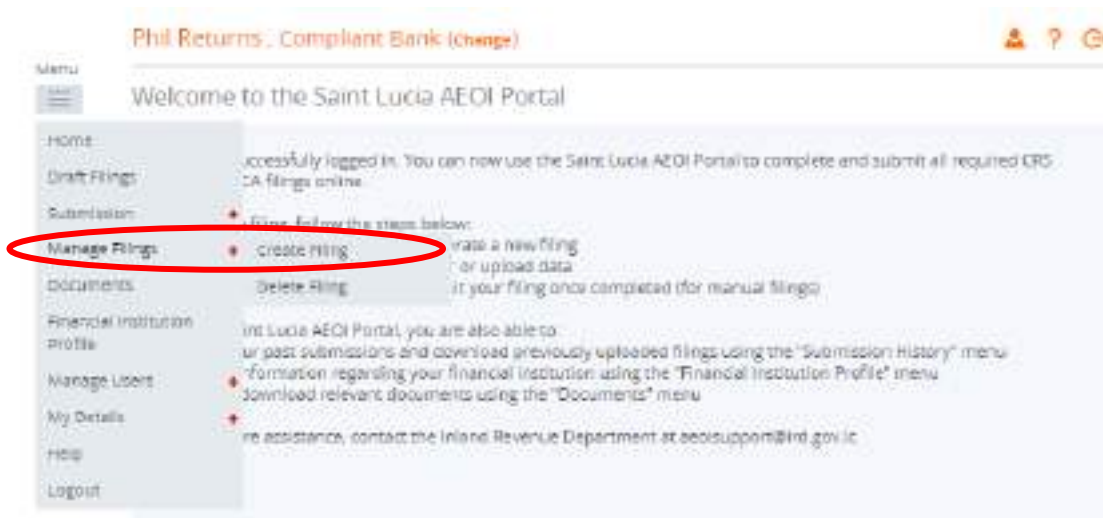 Phil Returns , Compliant Bank (Change)
?
Menu
Welcome to the Saint Lucia AEOI Portal
Home
Draft Filings
Submission
Manage Filings
Documents
Financial Institution
Profile
Manage Users
My Details
Help
Logout
Create Filing
Delete Filing
uccessfully logged in. You can now use the Saint Lucia AEOI Portal to complete and submit all required CRS
CA filings online.
filing, follow the steps below:
reate a new filing
or upload data
it your filing once completed (for manual filings)
int Lucia AEOI Portal, you are also able to:
ur past submissions and download previously uploaded filings using the "Submission History" menu
nformation regarding your financial institution using the "Financial Institution Profile" menu
download relevant documents using the "Documents" menu
re assistance, contact the Inland Revenue Department at aeoisupport@ird.gov.lc